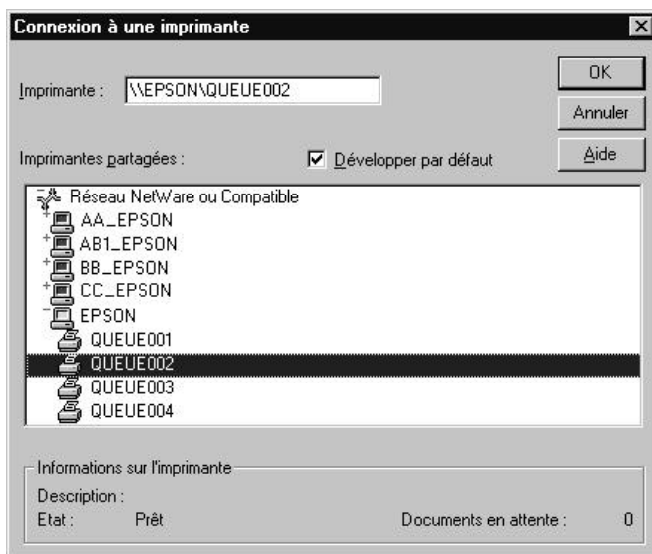 Connexion à une imprimante
Imprimante : \\EPSON\QUEUE002
OK
Annuler
Aide
Imprimantes partagées : Développer par défaut
Réseau NetWare ou Compatible
AA_EPSON
AB1_EPSON
BB_EPSON
CC_EPSON
EPSON
QUEUE001
QUEUE002
QUEUE003
QUEUE004
Informations sur l'imprimante
Description :
Etat : Prêt Documents en attente : 0